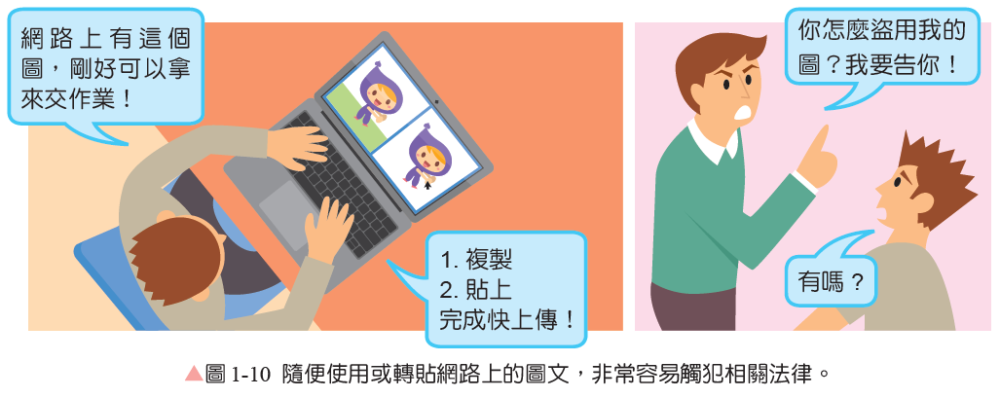 網路上有這個
圖，剛好可以拿
來交作業！
1. 複製
2. 貼上
完成快上傳！
你怎麼盜用我的
圖？我要告你！
有嗎？
▲圖 1-10 隨便使用或轉貼網路上的圖文，非常容易觸犯相關法律。